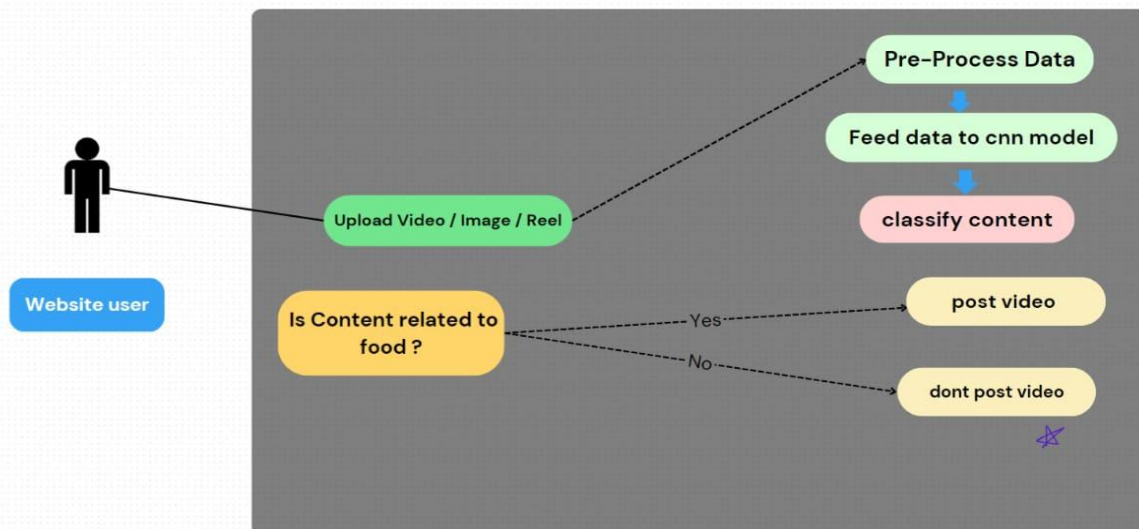 Pre-Process Data
Feed data to cnn model
Upload Video / Image / Reel
classify content
Website user
Is Content related to
food ?
Yes
No
post video
dont post video